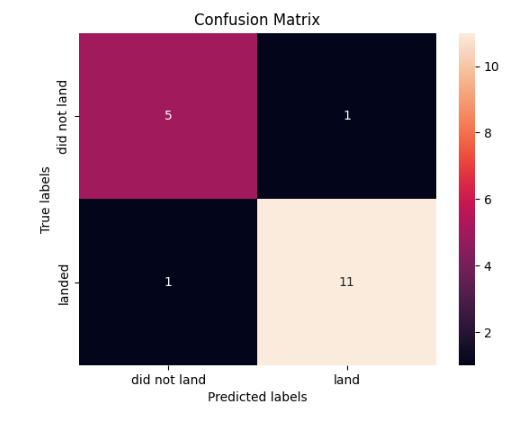 Confusion Matrix
True labels
did not land
5
1
10
8
6
4
2
landed
1
11
did not land
land
Predicted labels